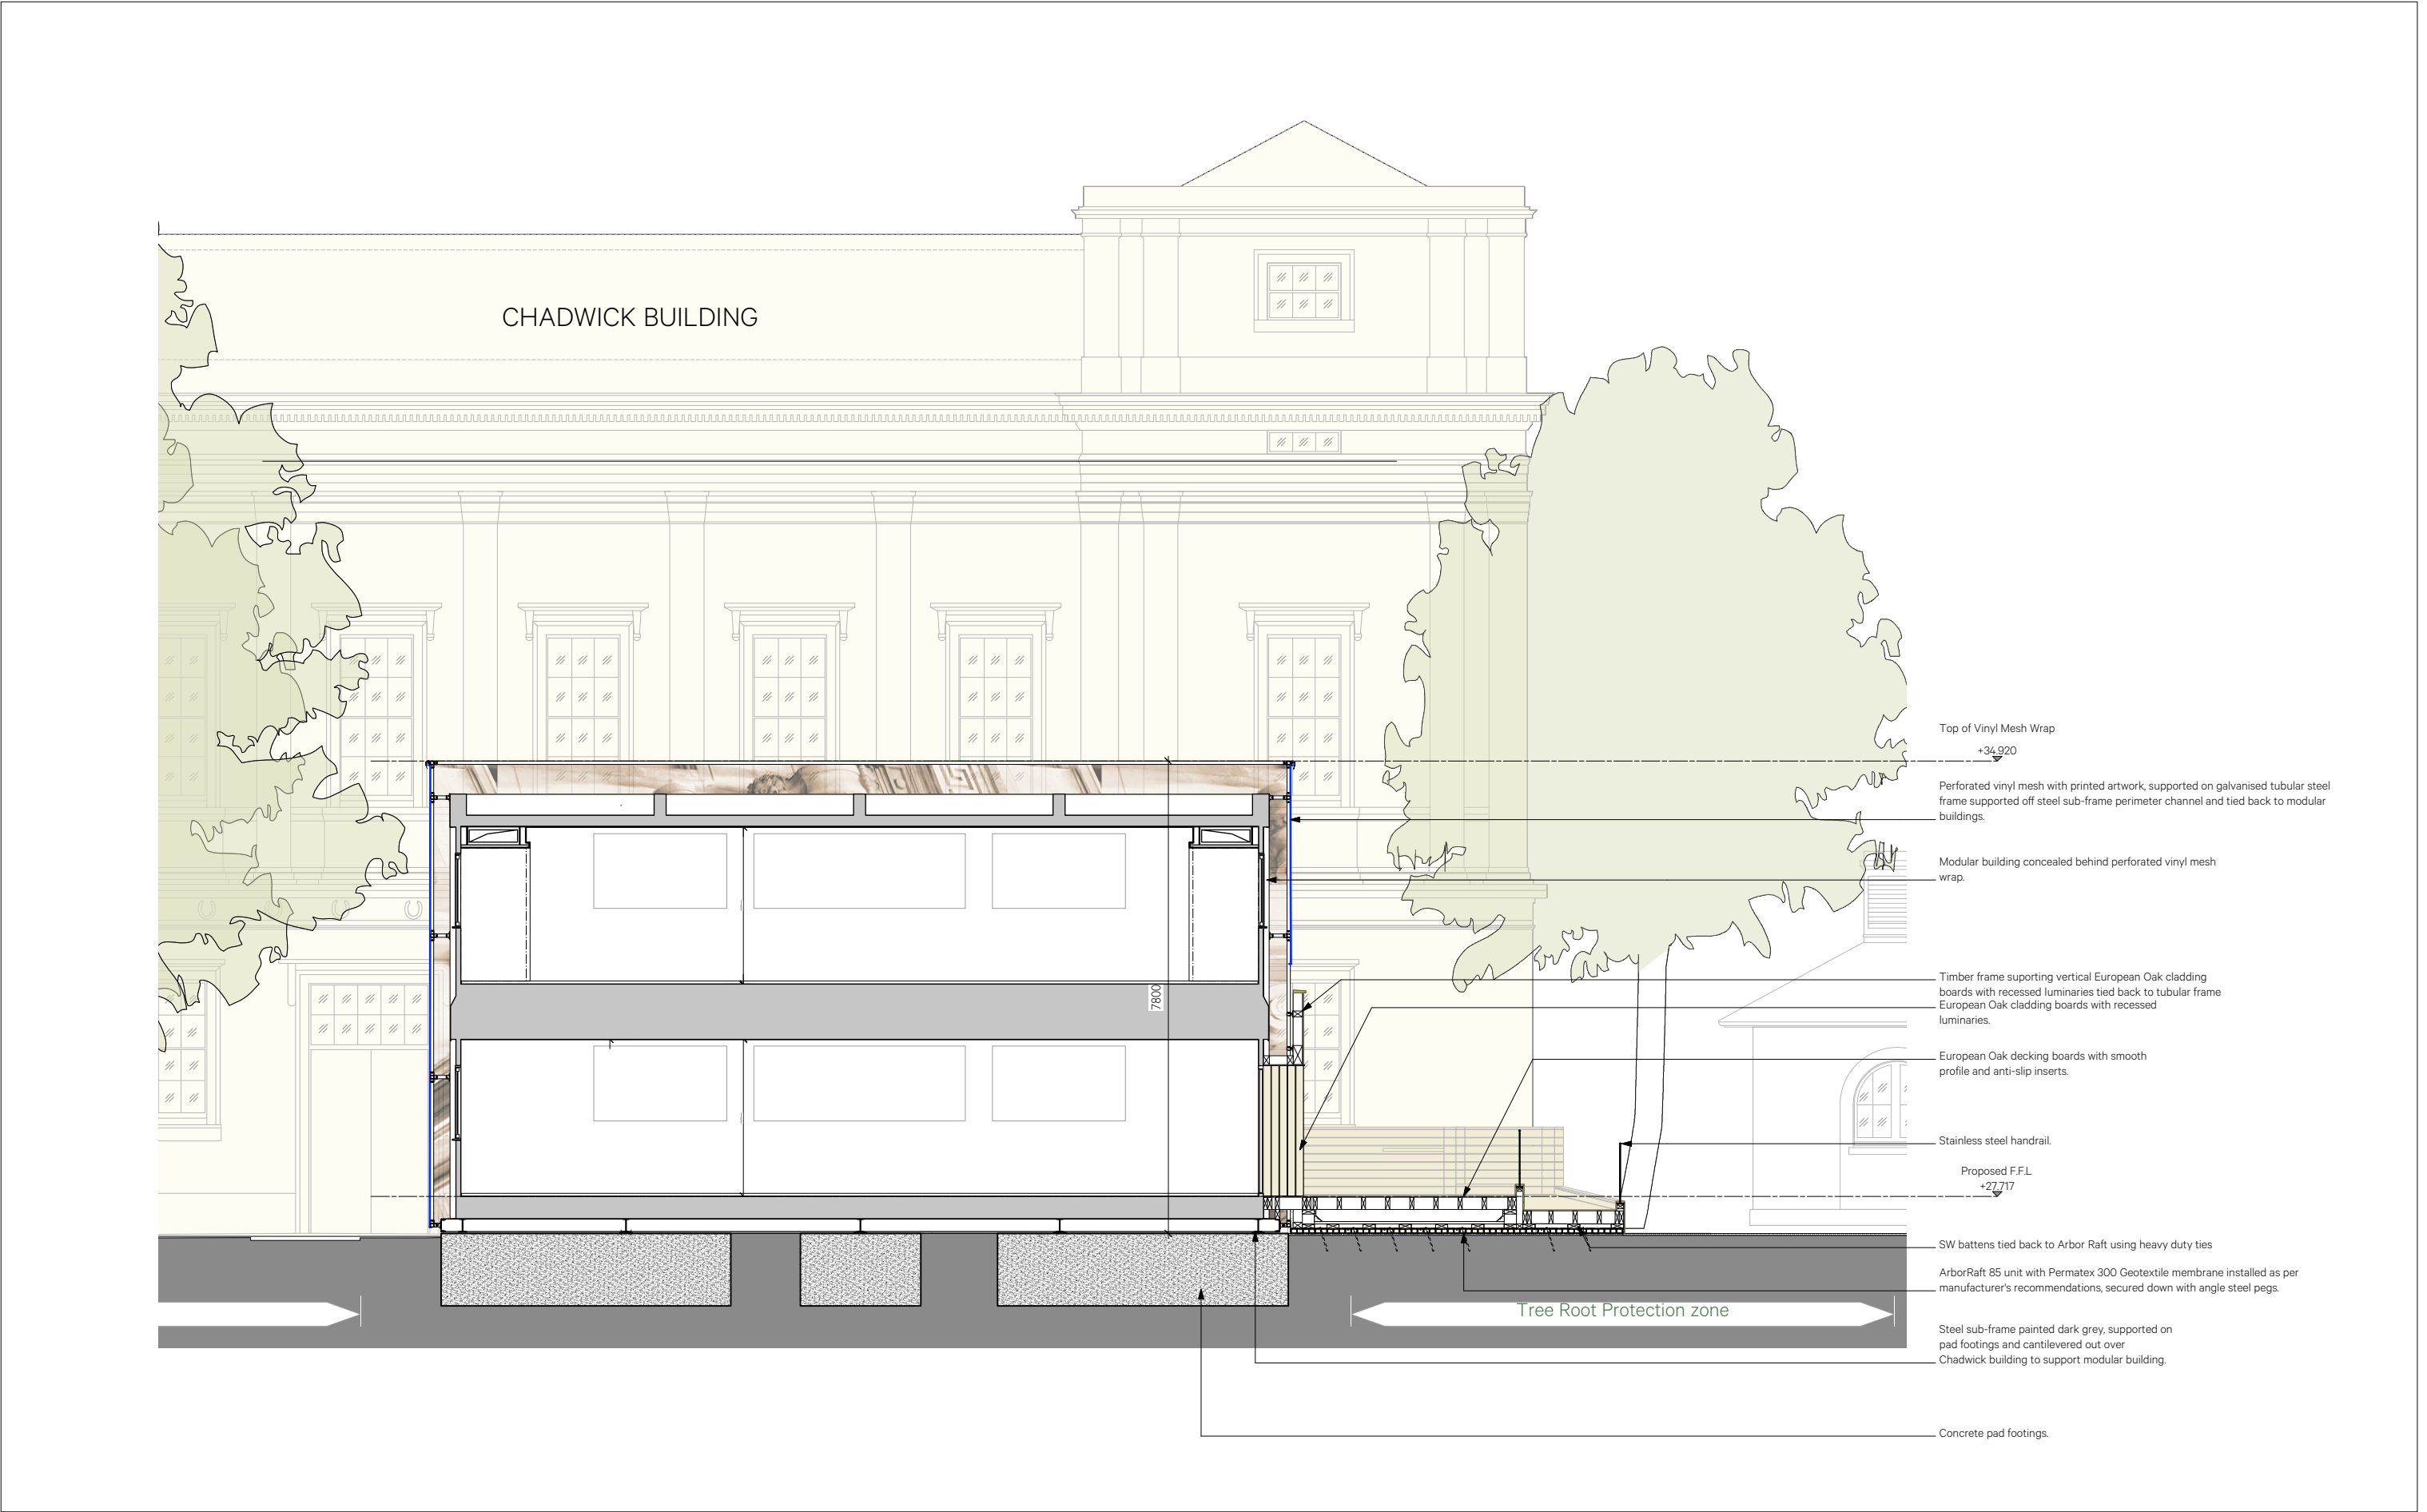 CHADWICK BUILDING
Top of Vinyl Mesh Wrap
+34.920
Perforated vinyl mesh with printed artwork, supported on galvanised tubular steel
frame supported off steel sub-frame perimeter channel and tied back to modular
buildings.
Modular building concealed behind perforated vinyl mesh
wrap.
Timber frame suporting vertical European Oak cladding
boards with recessed luminaries tied back to tubular frame
European Oak cladding boards with recessed
luminaries.
7800
European Oak decking boards with smooth
profile and anti-slip inserts.
Stainless steel handrail.
Proposed F.F.L
+27.717
SW battens tied back to Arbor Raft using heavy duty ties
ArborRaft 85 unit with Permatex 300 Geotextile membrane installed as per
manufacturer's recommendations, secured down with angle steel pegs.
Tree Root Protection zone
Steel sub-frame painted dark grey, supported on
pad footings and cantilevered out over
Chadwick building to support modular building.
Concrete pad footings.